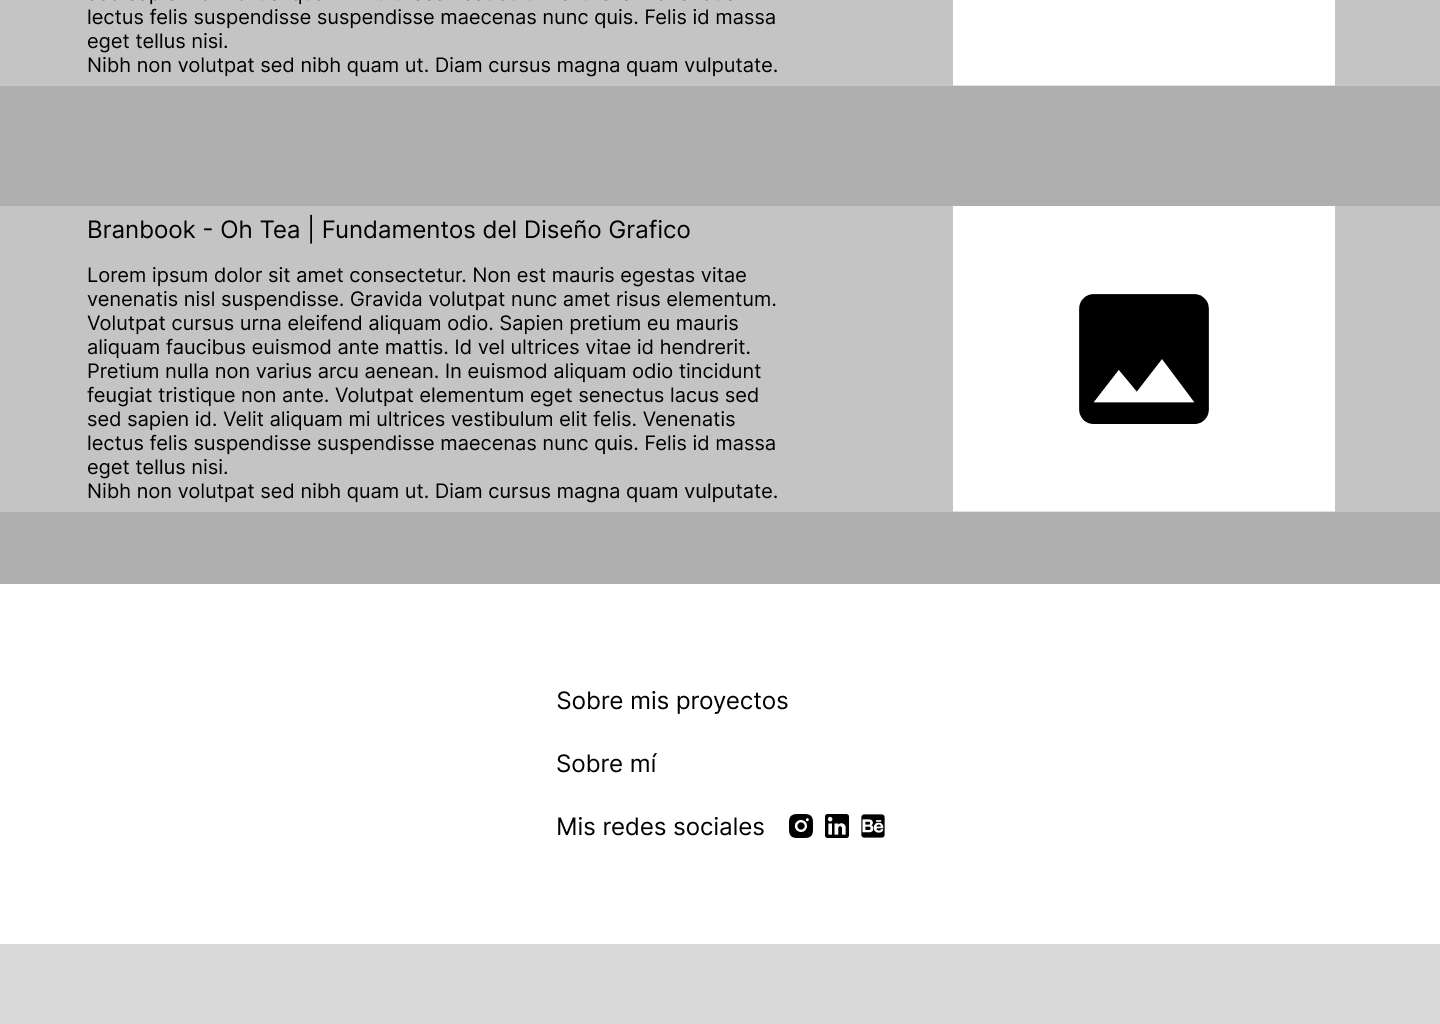 lectus felis suspendisse suspendisse maecenas nunc quis. Felis id massa
eget tellus nisi.
Nibh non volutpat sed nibh quam ut. Diam cursus magna quam vulputate.
Branbook - Oh Tea | Fundamentos del Diseño Grafico
Lorem ipsum dolor sit amet consectetur. Non est mauris egestas vitae
venenatis nisl suspendisse. Gravida volutpat nunc amet risus elementum.
Volutpat cursus urna eleifend aliquam odio. Sapien pretium eu mauris
aliquam faucibus euismod ante mattis. Id vel ultrices vitae id hendrerit.
Pretium nulla non varius arcu aenean. In euismod aliquam odio tincidunt
feugiat tristique non ante. Volutpat elementum eget senectus lacus sed
sed sapien id. Velit aliquam mi ultrices vestibulum elit felis. Venenatis
lectus felis suspendisse suspendisse maecenas nunc quis. Felis id massa
eget tellus nisi.
Nibh non volutpat sed nibh quam ut. Diam cursus magna quam vulputate.
Sobre mis proyectos
Sobre mí
Mis redes sociales in Bē